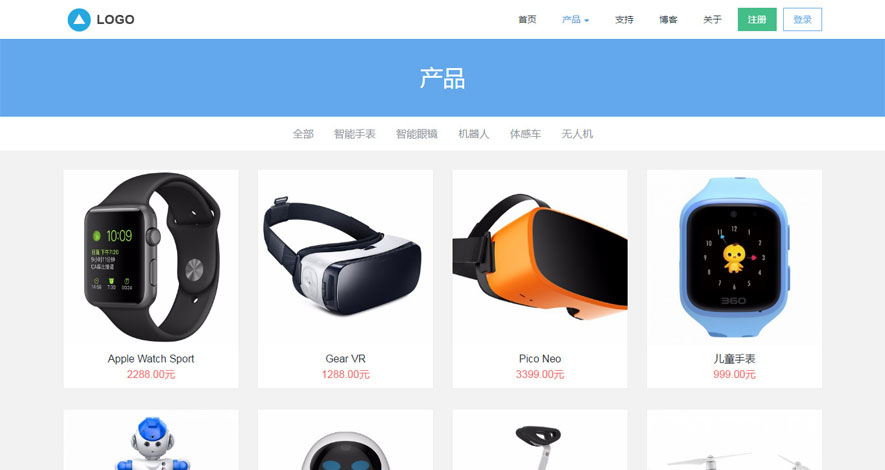 LOGO
首页 产品 支持 博客 关于 注册 登录
产品
全部 智能手表 智能眼镜 机器人 体感车 无人机
10:09
12
360
Apple Watch Sport
2288.00元
Gear VR
1288.00元
Pico Neo
3399.00元
儿童手表
999.00元